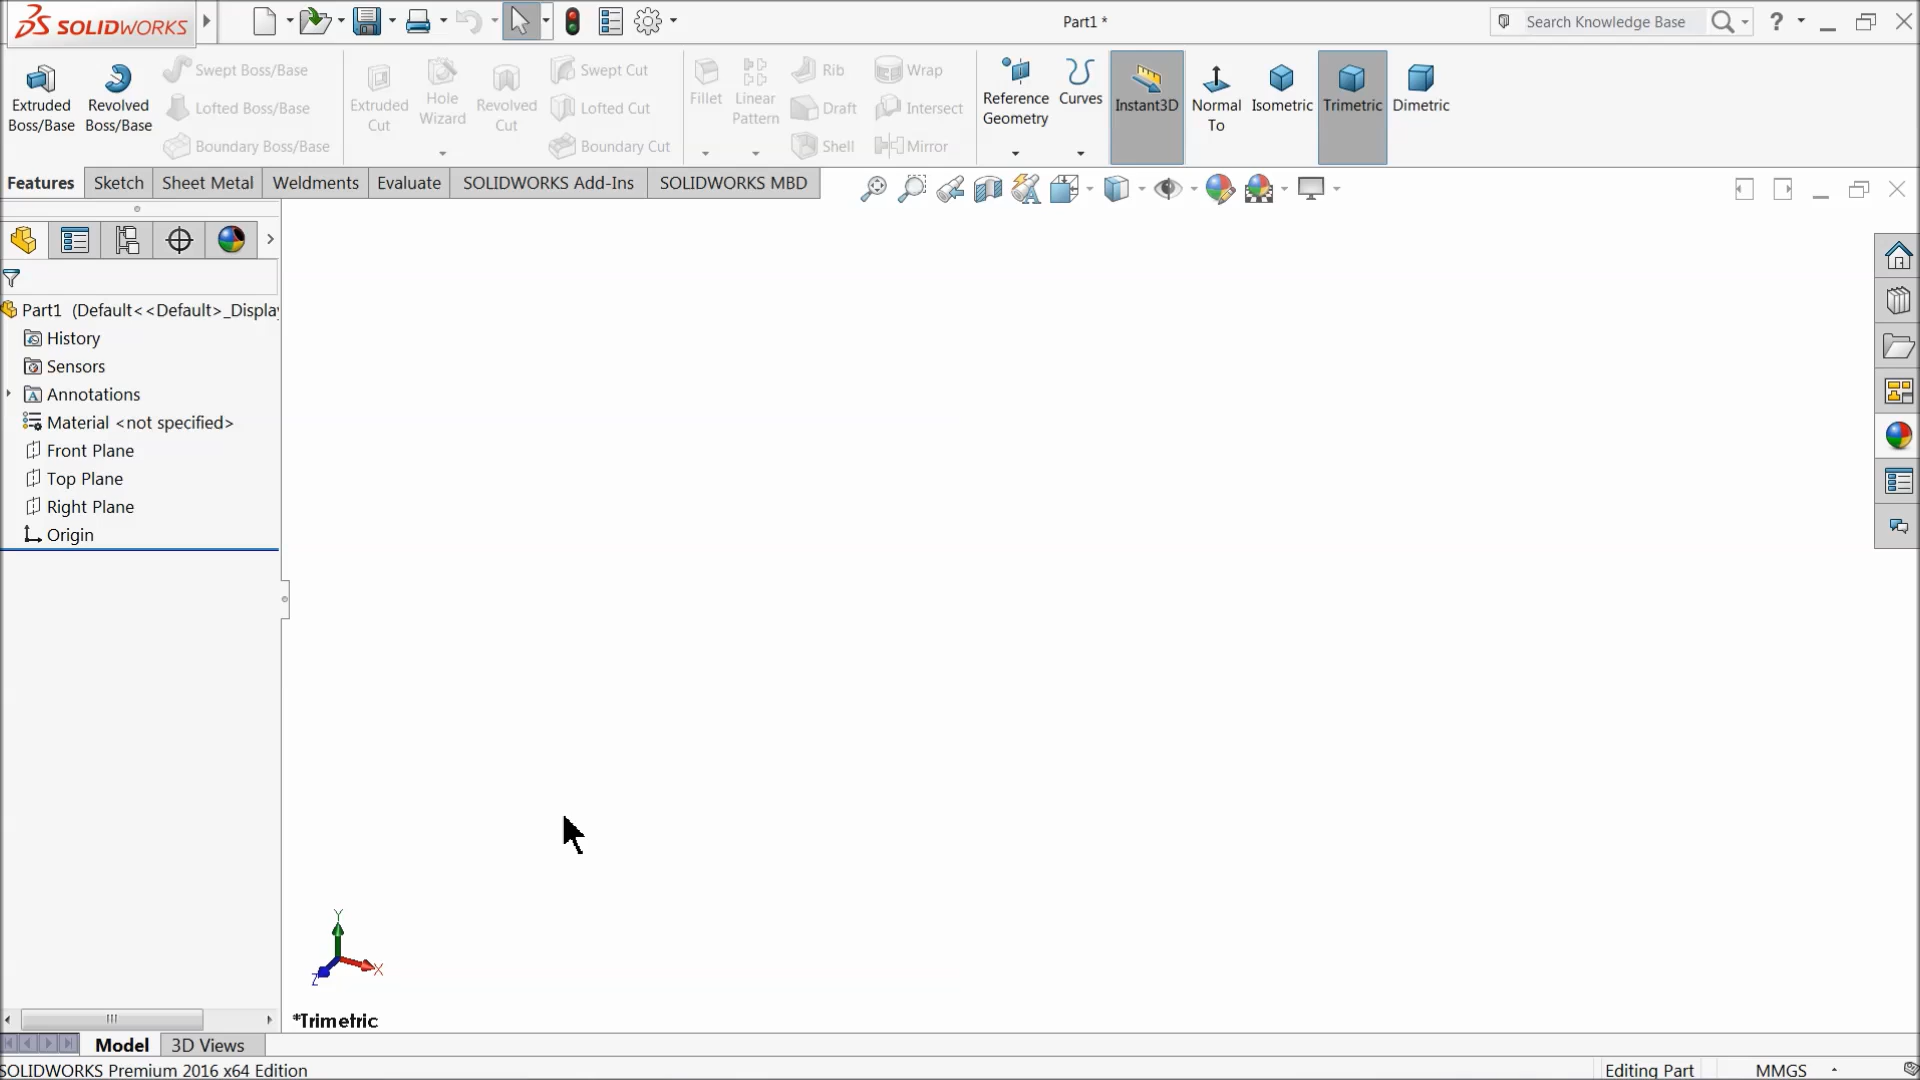 SOLIDWORKS
Part1 *
Search Knowledge Base
?
Extruded
Boss/Base
Revolved
Boss/Base
Swept Boss/Base
Lofted Boss/Base
Boundary Boss/Base
Extruded
Cut
Hole
Wizard
Revolved
Cut
Swept Cut
Lofted Cut
Boundary Cut
Fillet
Linear
Pattern
Rib
Draft
Shell
Wrap
Intersect
Mirror
Reference
Geometry
Curves
Instant3D
Normal
To
Isometric
Trimetric
Dimetric
Features
Sketch
Sheet Metal
Weldments
Evaluate
SOLIDWORKS Add-Ins
SOLIDWORKS MBD
Part1 (Default<<Default>_Displa
History
Sensors
Annotations
Material <not specified>
Front Plane
Top Plane
Right Plane
Origin
Y
X
Z
*Trimetric
Model
3D Views
SOLIDWORKS Premium 2016 x64 Edition
Editing Part
MMGS